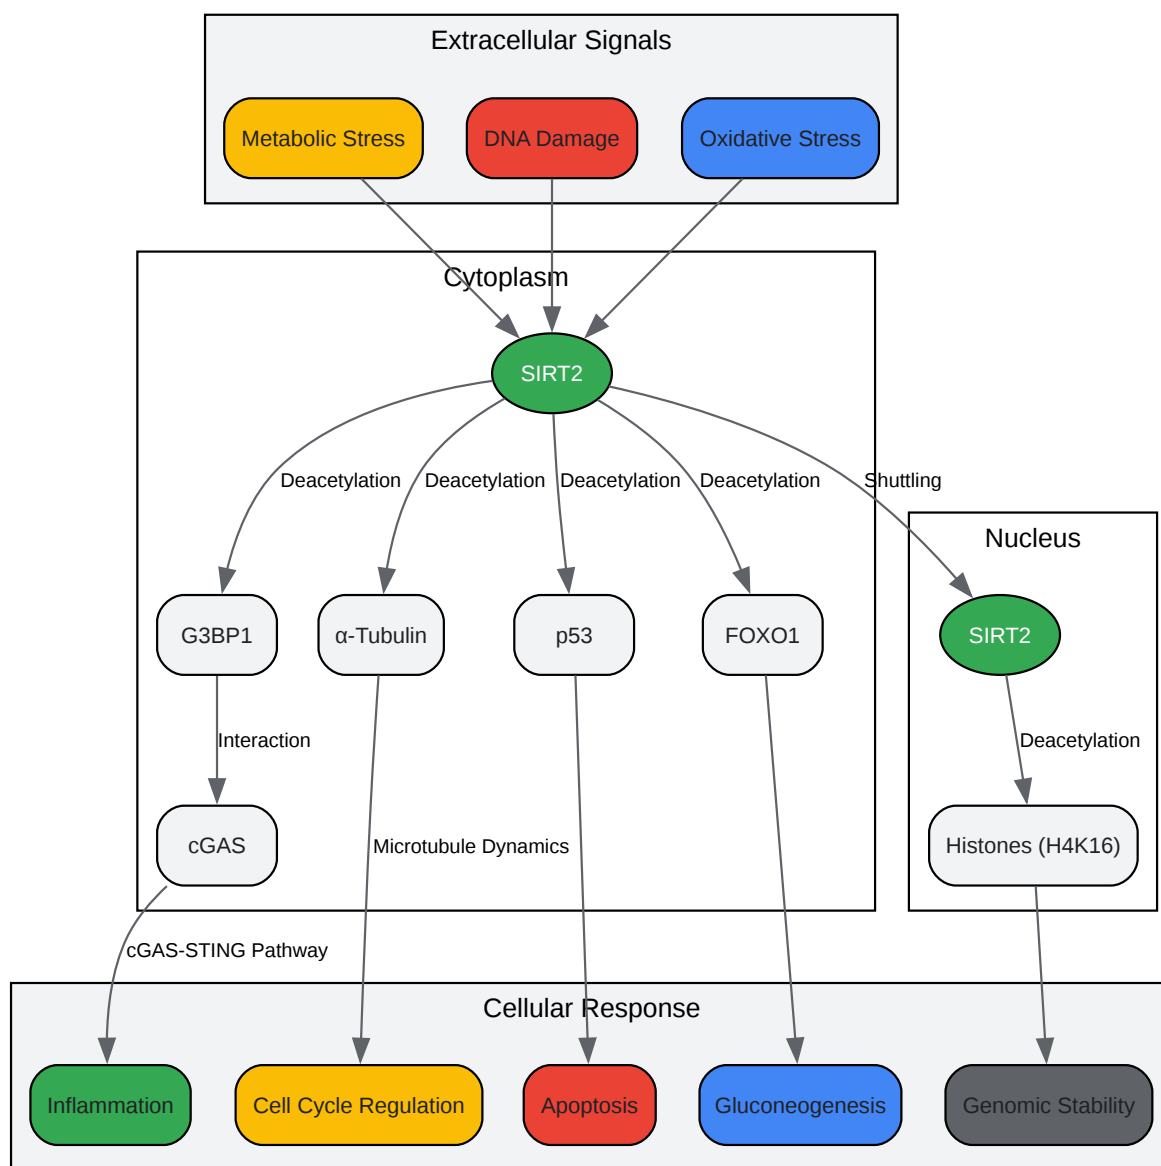 Extracellular Signals
Metabolic Stress
DNA Damage
Oxidative Stress
Cytoplasm
SIRT2
Deacetylation
Deacetylation
Deacetylation
Deacetylation
Shuttling
Nucleus
G3BP1
α-Tubulin
p53
FOXO1
SIRT2
Interaction
Deacetylation
cGAS
Microtubule Dynamics
Histones (H4K16)
cGAS-STING Pathway
Cellular Response
Inflammation
Cell Cycle Regulation
Apoptosis
Gluconeogenesis
Genomic Stability